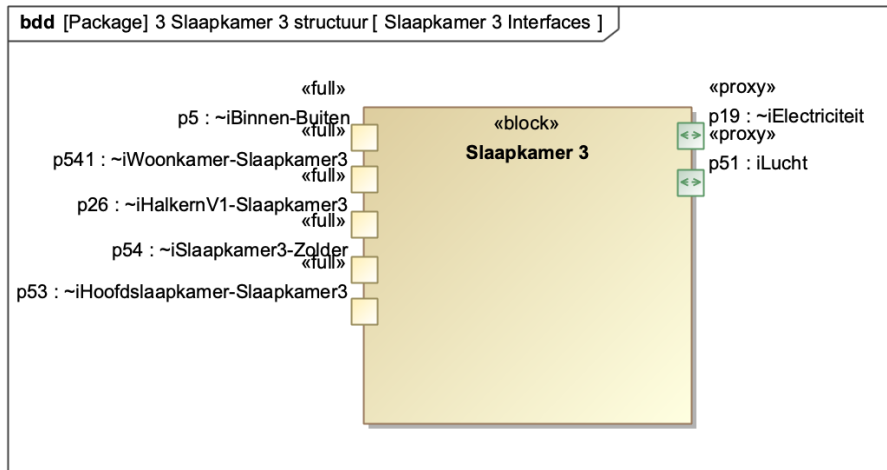 bdd [Package] 3 Slaapkamer 3 structuur [ Slaapkamer 3 Interfaces ]
«full»
p5 : ~iBinnen-Buiten
«full»
p541 : ~iWoonkamer-Slaapkamer3
«full»
p26 : ~iHalkernV1-Slaapkamer3
«full»
p54 : ~iSlaapkamer3-Zolder
«full»
p53 : ~iHoofdslaapkamer-Slaapkamer3
«block»
Slaapkamer 3
«proxy»
p19 : ~iElectriciteit
«proxy»
p51 : iLucht